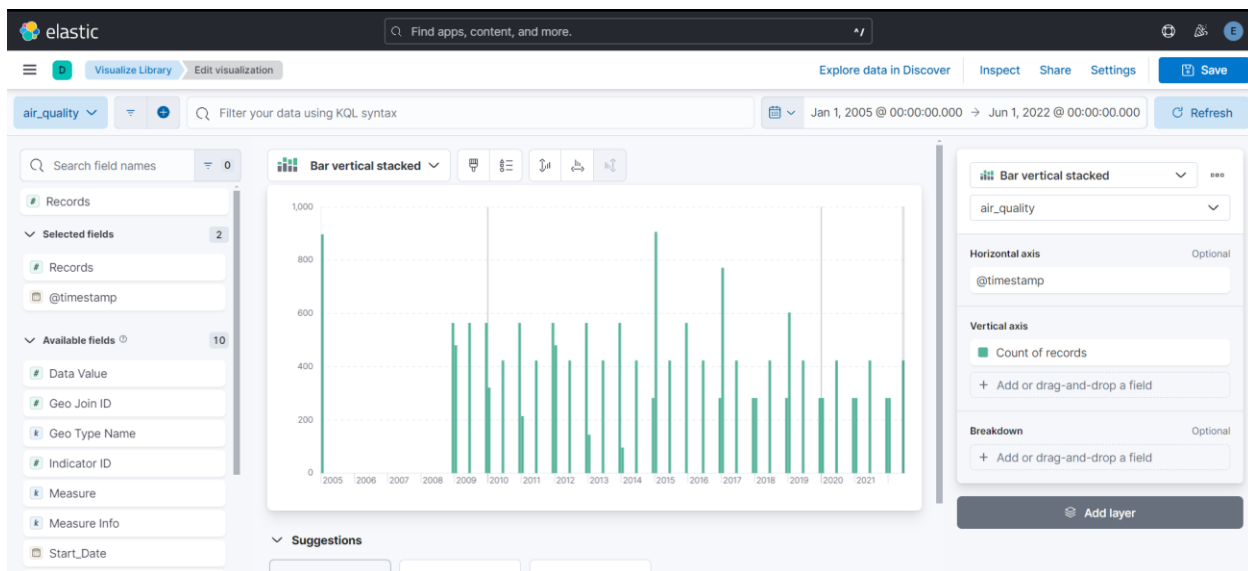 elastic
Find apps, content, and more.
^/
E
D
Visualize Library
Edit visualization
Explore data in Discover
Inspect
Share
Settings
Save
air_quality
Filter your data using KQL syntax
Jan 1, 2005 @ 00:00:00.000 → Jun 1, 2022 @ 00:00:00.000
Refresh
Search field names
0
Records
Selected fields
2
Records
@timestamp
Available fields
10
Data Value
Geo Join ID
Geo Type Name
Indicator ID
Measure
Measure Info
Start_Date
Bar vertical stacked
1,000
800
600
400
200
0
2005 2006 2007 2008 2009 2010 2011 2012 2013 2014 2015 2016 2017 2018 2019 2020 2021
Suggestions
Bar vertical stacked
air_quality
Horizontal axis
Optional
@timestamp
Vertical axis
Count of records
+ Add or drag-and-drop a field
Breakdown
Optional
+ Add or drag-and-drop a field
Add layer